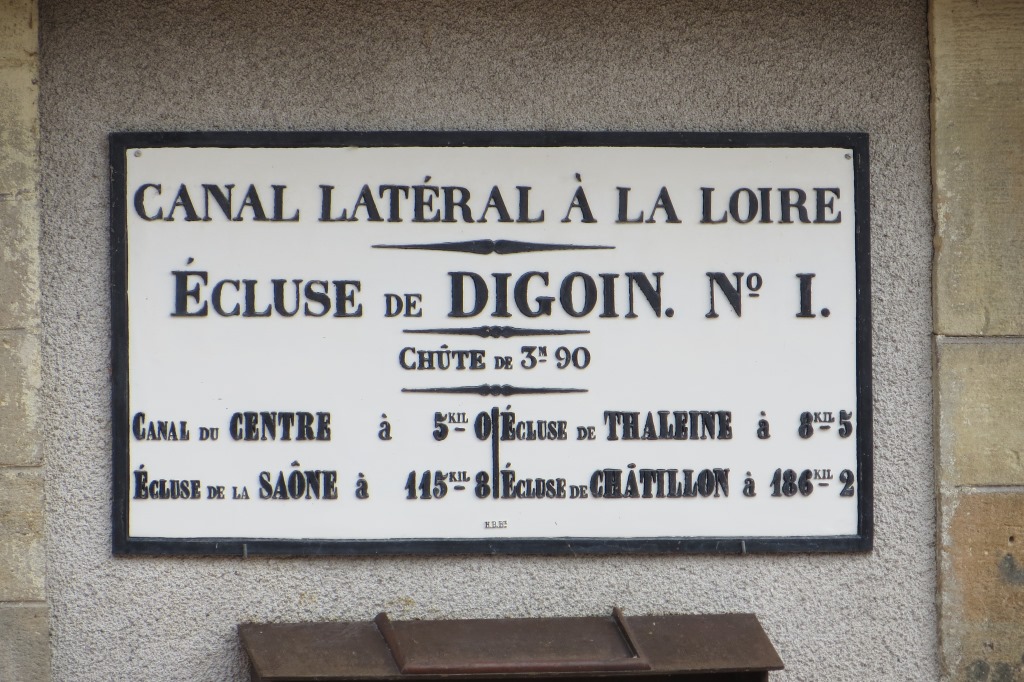 CANAL LATÉRAL À LA LOIRE
ÉCLUSE DE DIGOIN. Nº I.
CHÛTE DE 3ᴹ 90
CANAL DU CENTRE à 5ᴷᴵᴸ 0
ÉCLUSE DE LA SAÔNE à 115ᴷᴵᴸ 8
ÉCLUSE DE THALEINE à 8ᴷᴵᴸ 5
ÉCLUSE DE CHÂTILLON à 186ᴷᴵᴸ 2